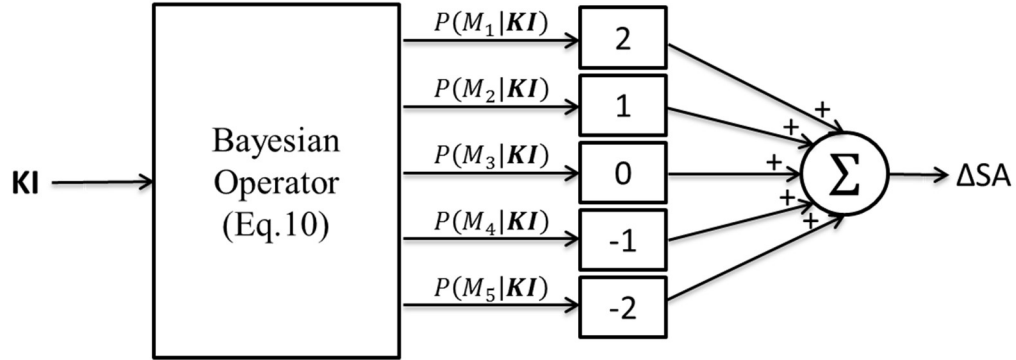 KI
Bayesian
Operator
(Eq.10)
P(M₁|KI)
P(M₂|KI)
P(M₃|KI)
P(M₄|KI)
P(M₅|KI)
2
1
0
-1
-2
+
+
+
+
+
Σ
ΔSA